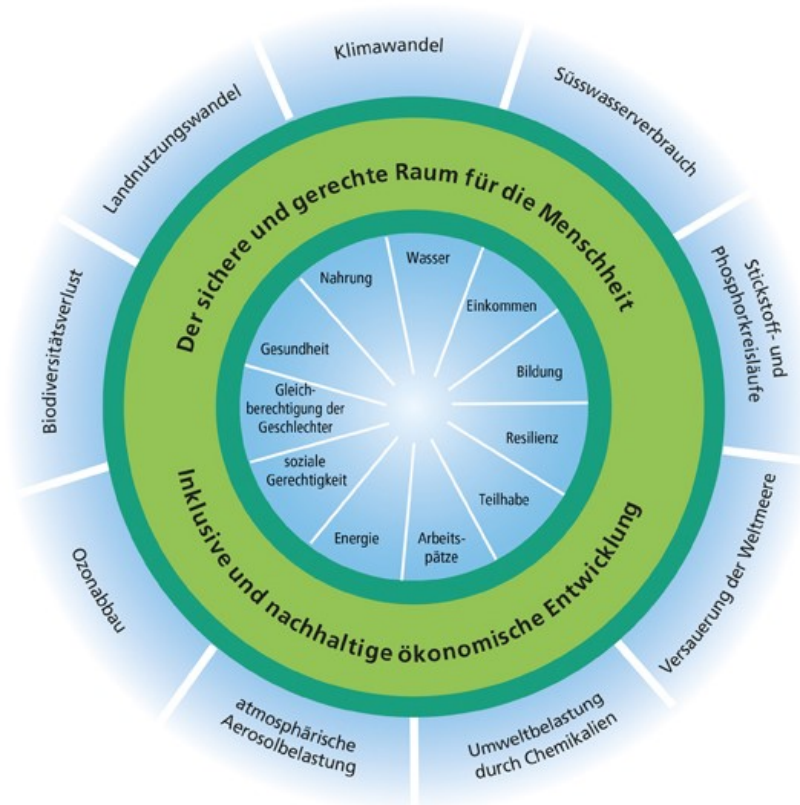 Klimawandel
Süsswasserverbrauch
Stickstoff- und
Phosphorkreisläufe
Versauerung der Weltmeere
Umweltbelastung
durch Chemikalien
atmosphärische
Aerosolbelastung
Ozonabbau
Biodiversitätsverlust
Landnutzungswandel
Der sichere und gerechte Raum für die Menschheit
Inklusive und nachhaltige ökonomische Entwicklung
Wasser
Einkommen
Bildung
Resilienz
Teilhabe
Arbeits-
pätze
Energie
soziale
Gerechtigkeit
Gleich-
berechtigung der
Geschlechter
Gesundheit
Nahrung